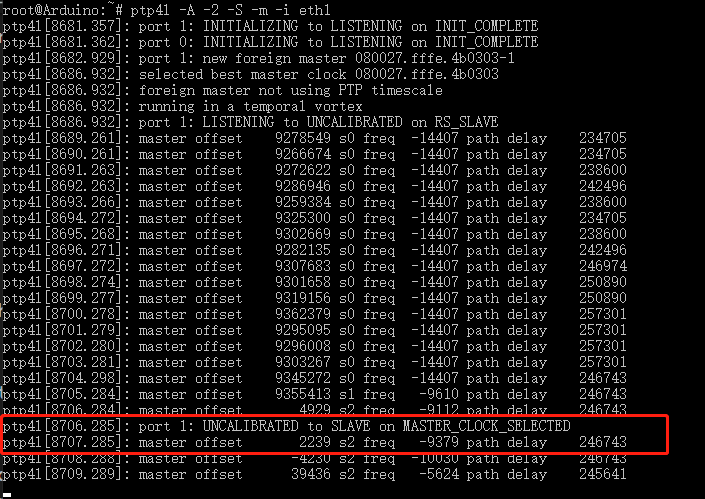 root@Arduino:~# ptp4l -A -2 -S -m -i eth1
ptp4l[8681.357]: port 1: INITIALIZING to LISTENING on INIT_COMPLETE
ptp4l[8681.362]: port 0: INITIALIZING to LISTENING on INIT_COMPLETE
ptp4l[8682.929]: port 1: new foreign master 080027.fffe.4b0303-1
ptp4l[8686.932]: selected best master clock 080027.fffe.4b0303
ptp4l[8686.932]: foreign master not using PTP timescale
ptp4l[8686.932]: running in a temporal vortex
ptp4l[8686.932]: port 1: LISTENING to UNCALIBRATED on RS_SLAVE
ptp4l[8689.261]: master offset 9278549 s0 freq -14407 path delay 234705
ptp4l[8690.261]: master offset 9266674 s0 freq -14407 path delay 234705
ptp4l[8691.263]: master offset 9272622 s0 freq -14407 path delay 238600
ptp4l[8692.263]: master offset 9286946 s0 freq -14407 path delay 242496
ptp4l[8693.266]: master offset 9259384 s0 freq -14407 path delay 238600
ptp4l[8694.272]: master offset 9325300 s0 freq -14407 path delay 234705
ptp4l[8695.268]: master offset 9302669 s0 freq -14407 path delay 238600
ptp4l[8696.271]: master offset 9282135 s0 freq -14407 path delay 242496
ptp4l[8697.272]: master offset 9307683 s0 freq -14407 path delay 246974
ptp4l[8698.274]: master offset 9301658 s0 freq -14407 path delay 250890
ptp4l[8699.277]: master offset 9319156 s0 freq -14407 path delay 250890
ptp4l[8700.278]: master offset 9362379 s0 freq -14407 path delay 257301
ptp4l[8701.279]: master offset 9295095 s0 freq -14407 path delay 257301
ptp4l[8702.280]: master offset 9296008 s0 freq -14407 path delay 257301
ptp4l[8703.281]: master offset 9303267 s0 freq -14407 path delay 257301
ptp4l[8704.298]: master offset 9345272 s0 freq -14407 path delay 246743
ptp4l[8705.284]: master offset 9355413 s1 freq -9610 path delay 246743
ptp4l[8706.284]: master offset 4929 s2 freq -9112 path delay 246743
ptp4l[8706.285]: port 1: UNCALIBRATED to SLAVE on MASTER_CLOCK_SELECTED
ptp4l[8707.285]: master offset 2239 s2 freq -9379 path delay 246743
ptp4l[8708.288]: master offset -4230 s2 freq -10030 path delay 246743
ptp4l[8709.289]: master offset 39436 s2 freq -5624 path delay 245641